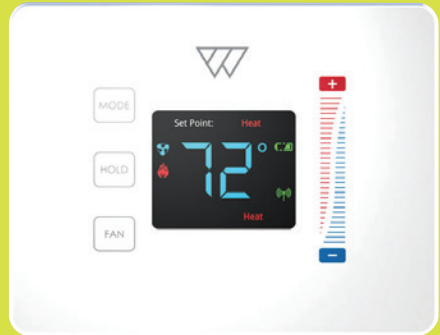 MODE
HOLD
FAN
Set Point: Heat
72°
Heat
+
−